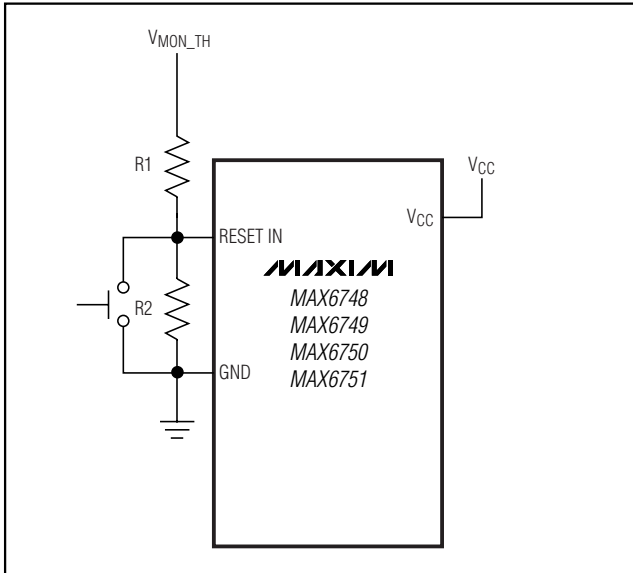 VMON_TH
R1
VCC
VCC
RESET IN
MAXIM
R2
MAX6748
MAX6749
MAX6750
MAX6751
GND